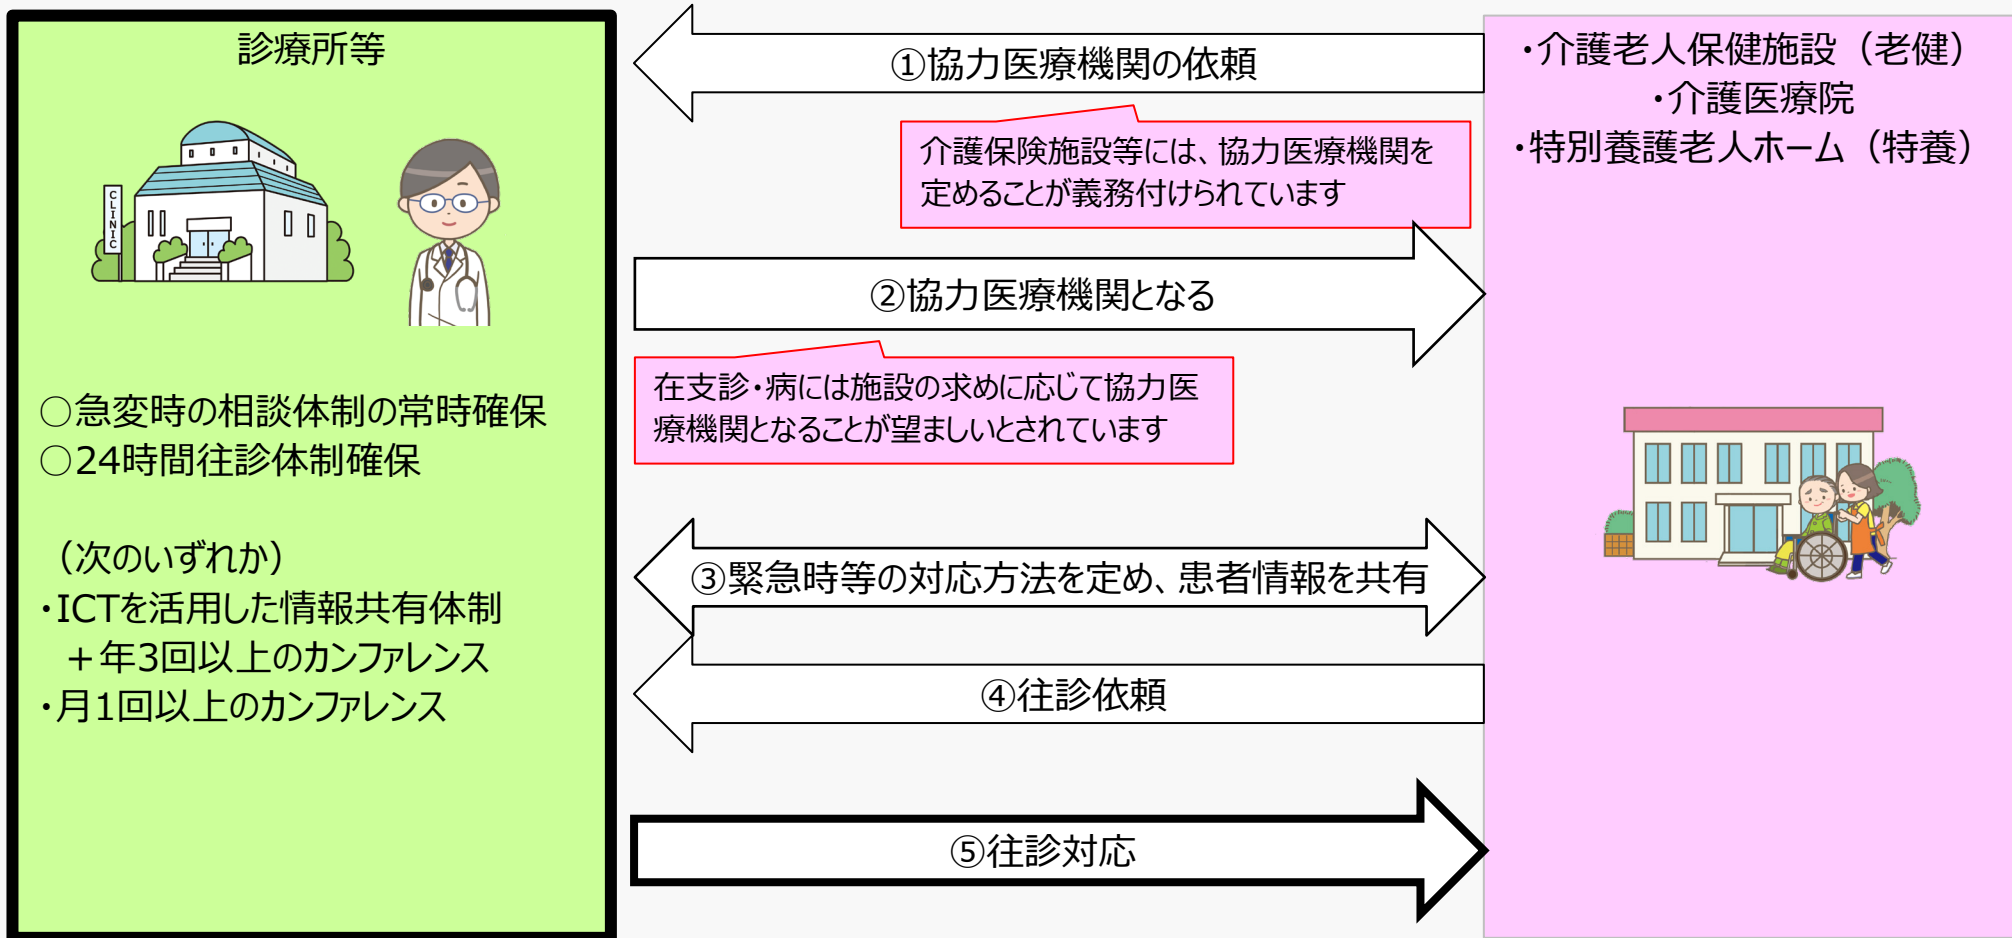 診療所等
CLINIC
○急変時の相談体制の常時確保
○24時間往診体制確保
（次のいずれか）
・ICTを活用した情報共有体制
＋年3回以上のカンファレンス
・月1回以上のカンファレンス
①協力医療機関の依頼
介護保険施設等には、協力医療機関を
定めることが義務付けられています
②協力医療機関となる
在支診・病には施設の求めに応じて協力医
療機関となることが望ましいとされています
③緊急時等の対応方法を定め、患者情報を共有
④往診依頼
⑤往診対応
・介護老人保健施設（老健）
・介護医療院
・特別養護老人ホーム（特養）